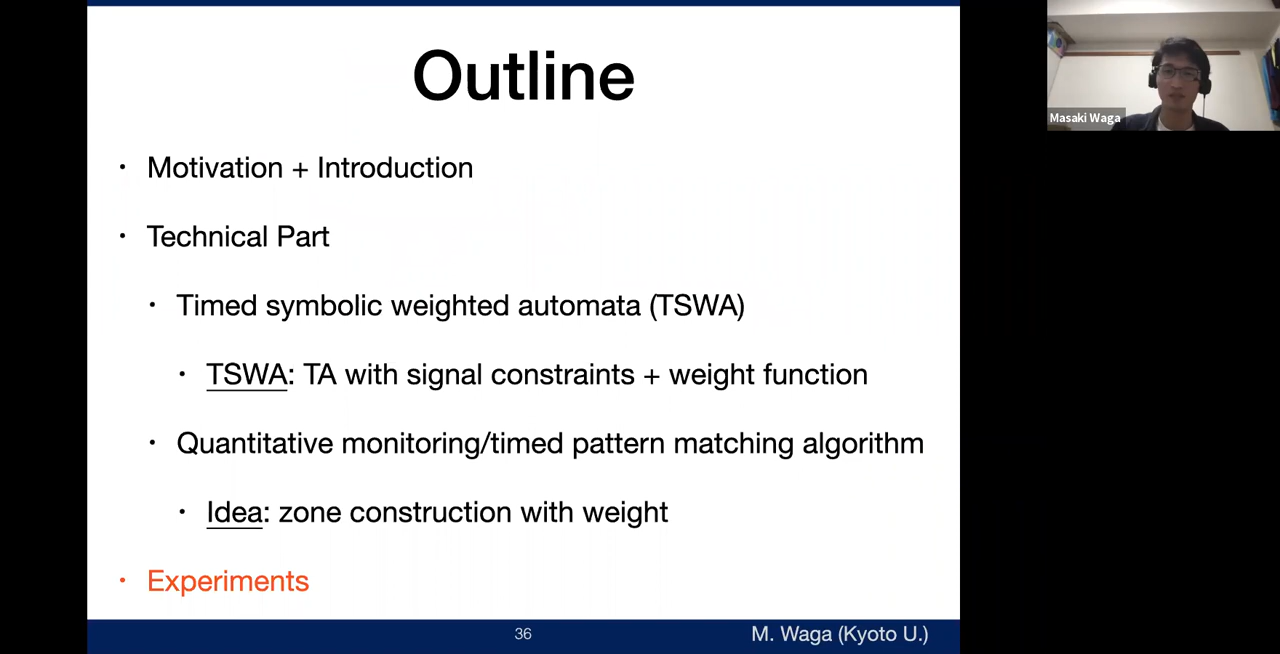 Outline
• Motivation + Introduction
• Technical Part
• Timed symbolic weighted automata (TSWA)
• TSWA: TA with signal constraints + weight function
• Quantitative monitoring/timed pattern matching algorithm
• Idea: zone construction with weight
• Experiments
36
M. Waga (Kyoto U.)
Masaki Waga